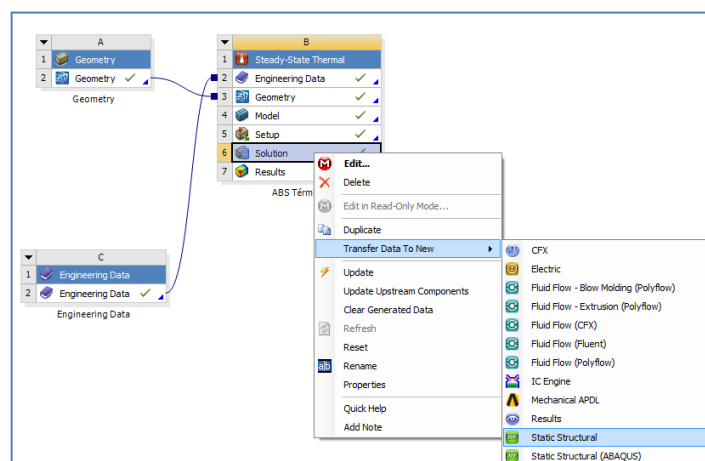 A
1 Geometry
2 Geometry
Geometry
B
1 Steady-State Thermal
2 Engineering Data
3 Geometry
4 Model
5 Setup
6 Solution
7 Results
ABS Térm
C
1 Engineering Data
2 Engineering Data
Engineering Data
Edit...
Delete
Edit in Read-Only Mode...
Duplicate
Transfer Data To New
Update
Update Upstream Components
Clear Generated Data
Refresh
Reset
a|b Rename
Properties
Quick Help
Add Note
CFX
Electric
Fluid Flow - Blow Molding (Polyflow)
Fluid Flow - Extrusion (Polyflow)
Fluid Flow (CFX)
Fluid Flow (Fluent)
Fluid Flow (Polyflow)
IC Engine
Mechanical APDL
Results
Static Structural
Static Structural (ABAQUS)